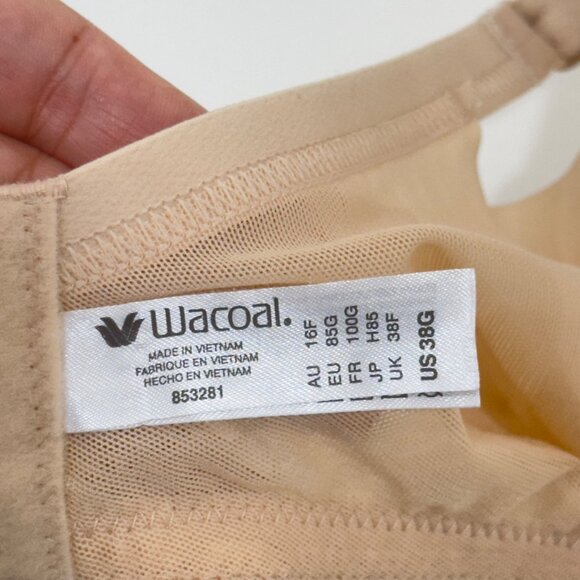 Wacoal.
MADE IN VIETNAM
FABRIQUE EN VIETNAM
HECHO EN VIETNAM
853281
AU 16F
EU 85G
FR 100G
JP H85
UK 38F
US 38G